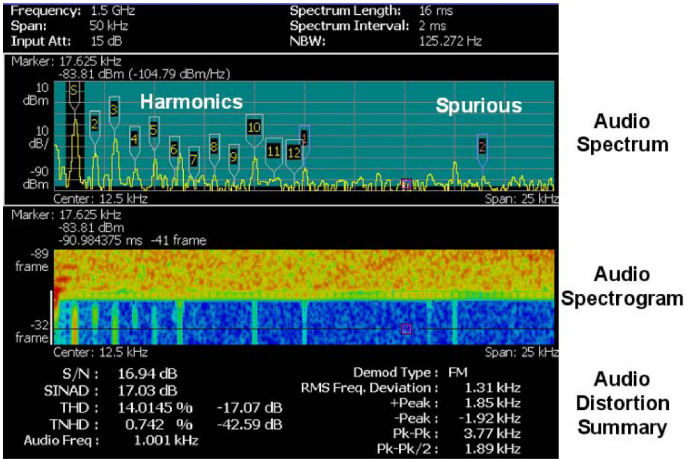 Frequency: 1.5 GHz Spectrum Length: 16 ms
Span: 50 kHz Spectrum Interval: 2 ms
Input Att: 15 dB NBW: 125.272 Hz
Marker: 17.625 kHz
-83.81 dBm (-104.79 dBm/Hz)
10
dBm
10
dB/
-90
dBm
Harmonics
Spurious
S
2
3
4
5
6
7
8
9
10
11
12
1
2
Center: 12.5 kHz Span: 25 kHz
Audio
Spectrum
Marker: 17.625 kHz
-83.81 dBm
-90.984375 ms -41 frame
-89
frame
-32
frame
Center: 12.5 kHz Span: 25 kHz
Audio
Spectrogram
S/N : 16.94 dB
SINAD : 17.03 dB
THD : 14.0145 % -17.07 dB
TNHD : 0.742 % -42.59 dB
Audio Freq : 1.001 kHz
Demod Type : FM
RMS Freq. Deviation : 1.31 kHz
+Peak : 1.85 kHz
-Peak : -1.92 kHz
Pk-Pk : 3.77 kHz
Pk-Pk/2 : 1.89 kHz
Audio
Distortion
Summary